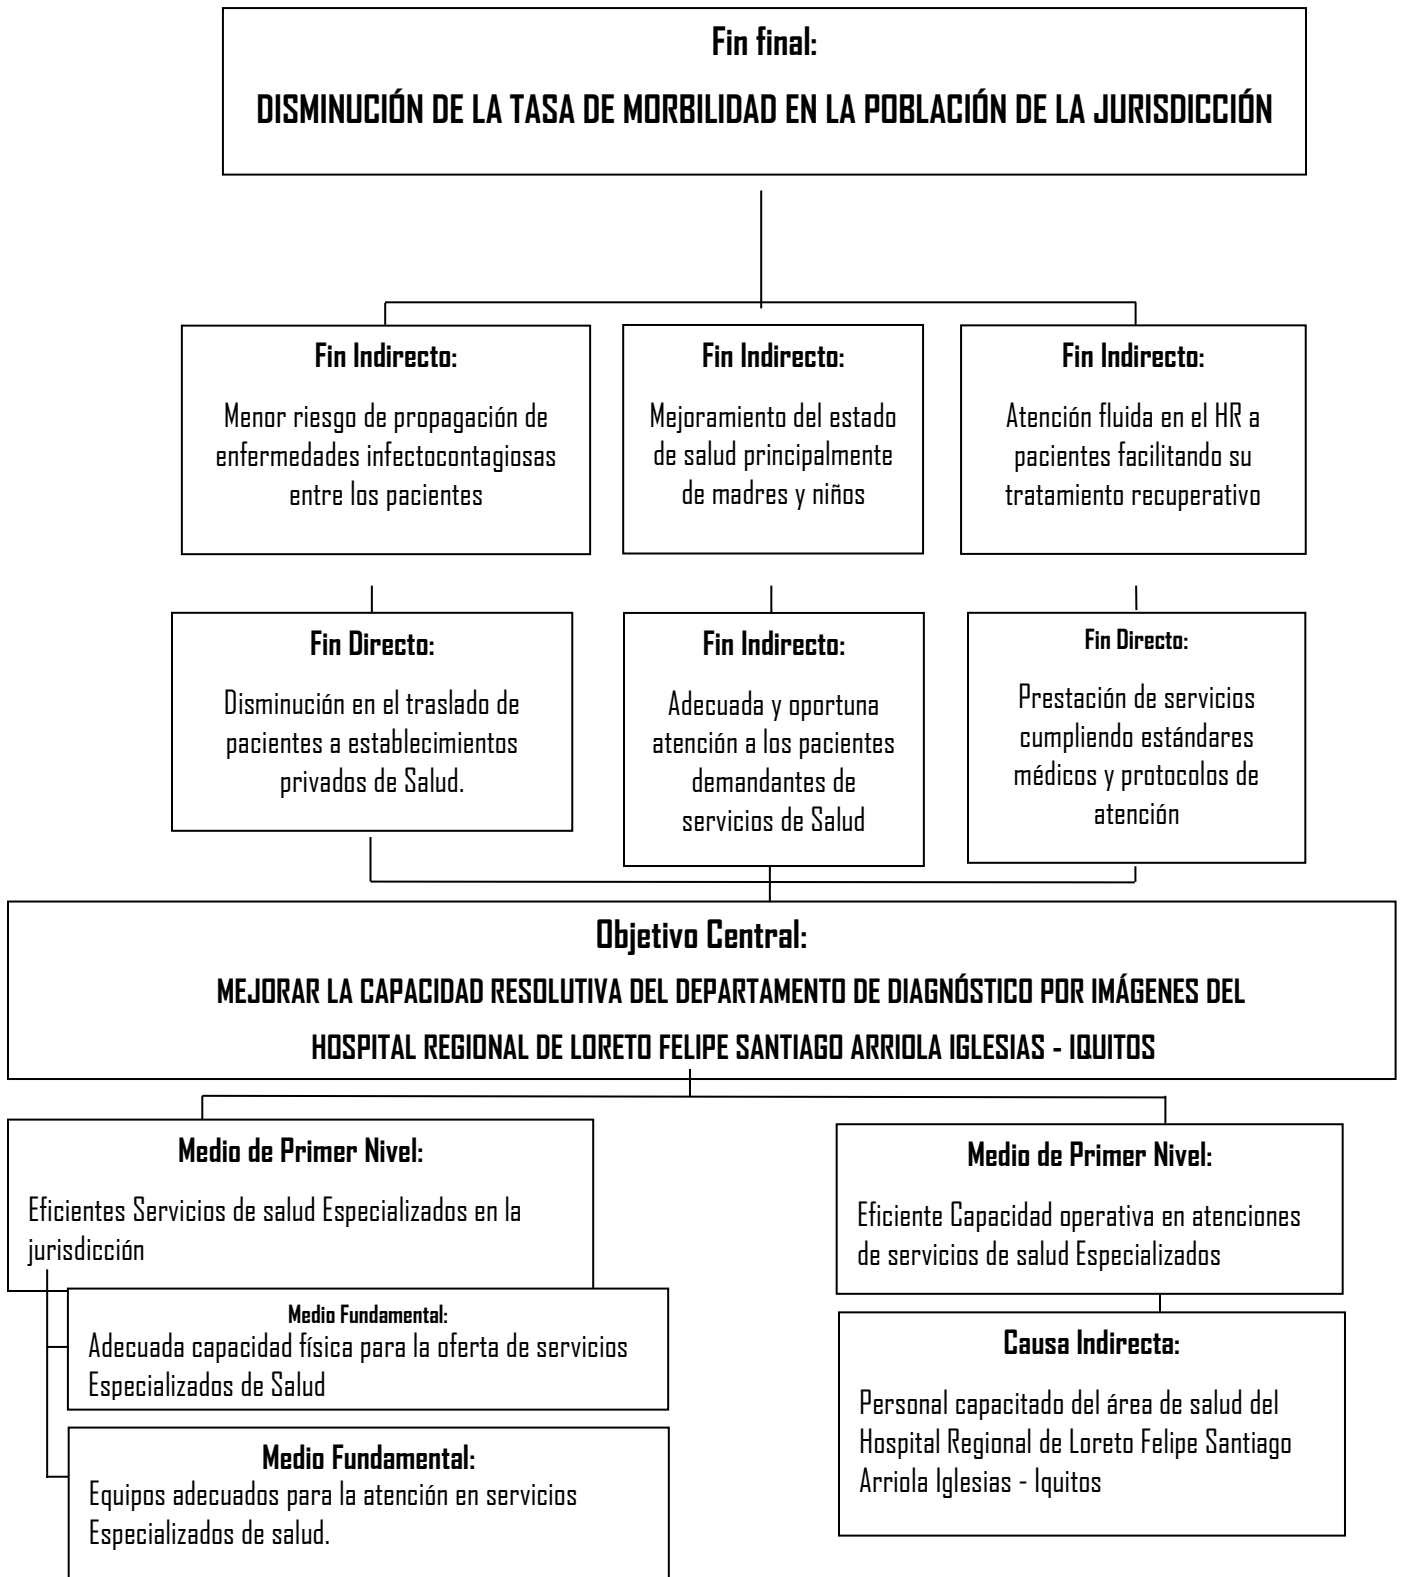 Fin final:
DISMINUCIÓN DE LA TASA DE MORBILIDAD EN LA POBLACIÓN DE LA JURISDICCIÓN
Fin Indirecto:
Menor riesgo de propagación de
enfermedades infectocontagiosas
entre los pacientes
Fin Indirecto:
Mejoramiento del estado
de salud principalmente
de madres y niños
Fin Indirecto:
Atención fluida en el HR a
pacientes facilitando su
tratamiento recuperativo
Fin Directo:
Disminución en el traslado de
pacientes a establecimientos
privados de Salud.
Fin Indirecto:
Adecuada y oportuna
atención a los pacientes
demandantes de
servicios de Salud
Fin Directo:
Prestación de servicios
cumpliendo estándares
médicos y protocolos de
atención
Objetivo Central:
MEJORAR LA CAPACIDAD RESOLUTIVA DEL DEPARTAMENTO DE DIAGNÓSTICO POR IMÁGENES DEL
HOSPITAL REGIONAL DE LORETO FELIPE SANTIAGO ARRIOLA IGLESIAS - IQUITOS
Medio de Primer Nivel:
Eficientes Servicios de salud Especializados en la
jurisdicción
Medio Fundamental:
Adecuada capacidad física para la oferta de servicios
Especializados de Salud
Medio Fundamental:
Equipos adecuados para la atención en servicios
Especializados de salud.
Medio de Primer Nivel:
Eficiente Capacidad operativa en atenciones
de servicios de salud Especializados
Causa Indirecta:
Personal capacitado del área de salud del
Hospital Regional de Loreto Felipe Santiago
Arriola Iglesias - Iquitos